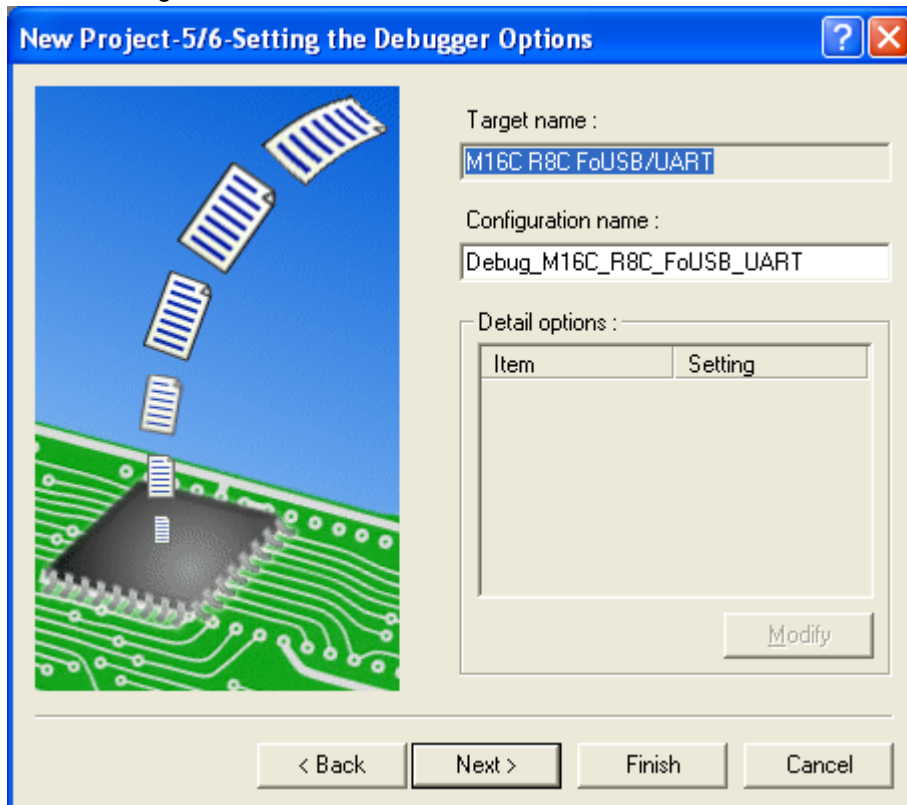 New Project-5/6-Setting the Debugger Options
Target name :
M16C R8C FoUSB/UART
Configuration name :
Debug_M16C_R8C_FoUSB_UART
Detail options :
Item Setting
Modify
< Back Next > Finish Cancel